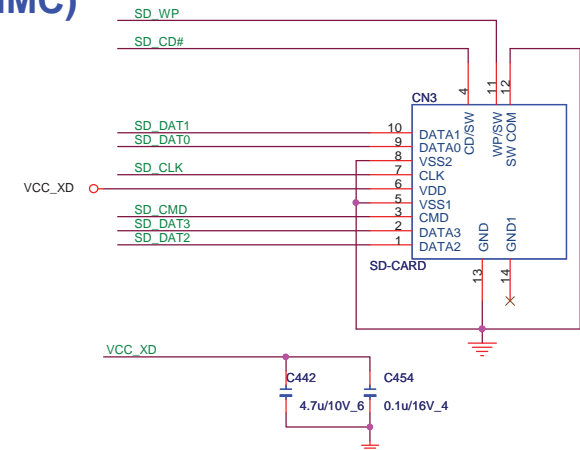 MMC)
SD_WP
SD_CD#
4
11
12
CN3
CD/SW
WP/SW
SW COM
SD_DAT1 10 DATA1
SD_DAT0 9 DATA0
8 VSS2
SD_CLK 7 CLK
VCC_XD 6 VDD
5 VSS1
SD_CMD 3 CMD
SD_DAT3 2 DATA3
SD_DAT2 1 DATA2
GND
GND1
SD-CARD
13
14
VCC_XD
C442 C454
4.7u/10V_6 0.1u/16V_4